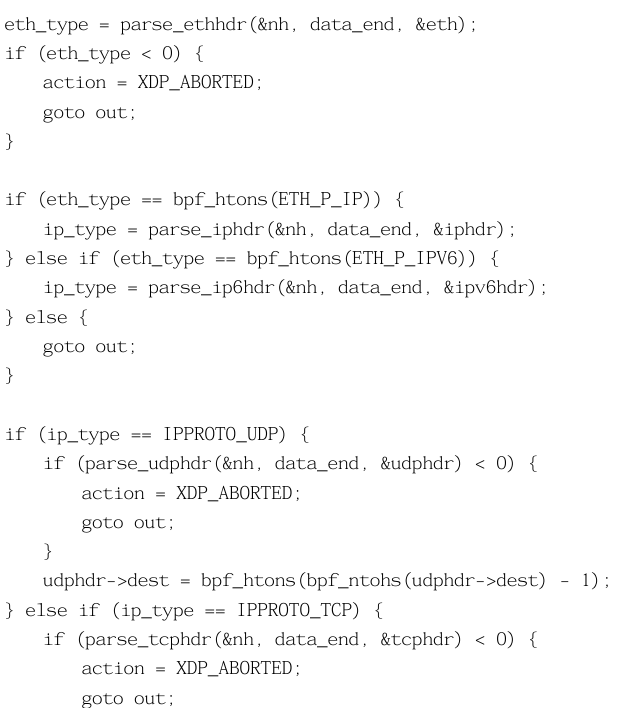 eth_type = parse_ethhdr(&nh, data_end, &eth);
if (eth_type < 0) {
    action = XDP_ABORTED;
    goto out;
}

if (eth_type == bpf_htons(ETH_P_IP)) {
    ip_type = parse_iphdr(&nh, data_end, &iphdr);
} else if (eth_type == bpf_htons(ETH_P_IPV6)) {
    ip_type = parse_ip6hdr(&nh, data_end, &ipv6hdr);
} else {
    goto out;
}

if (ip_type == IPPROTO_UDP) {
    if (parse_udphdr(&nh, data_end, &udphdr) < 0) {
        action = XDP_ABORTED;
        goto out;
    }
    udphdr->dest = bpf_htons(bpf_ntohs(udphdr->dest) - 1);
} else if (ip_type == IPPROTO_TCP) {
    if (parse_tcphdr(&nh, data_end, &tcphdr) < 0) {
        action = XDP_ABORTED;
        goto out;